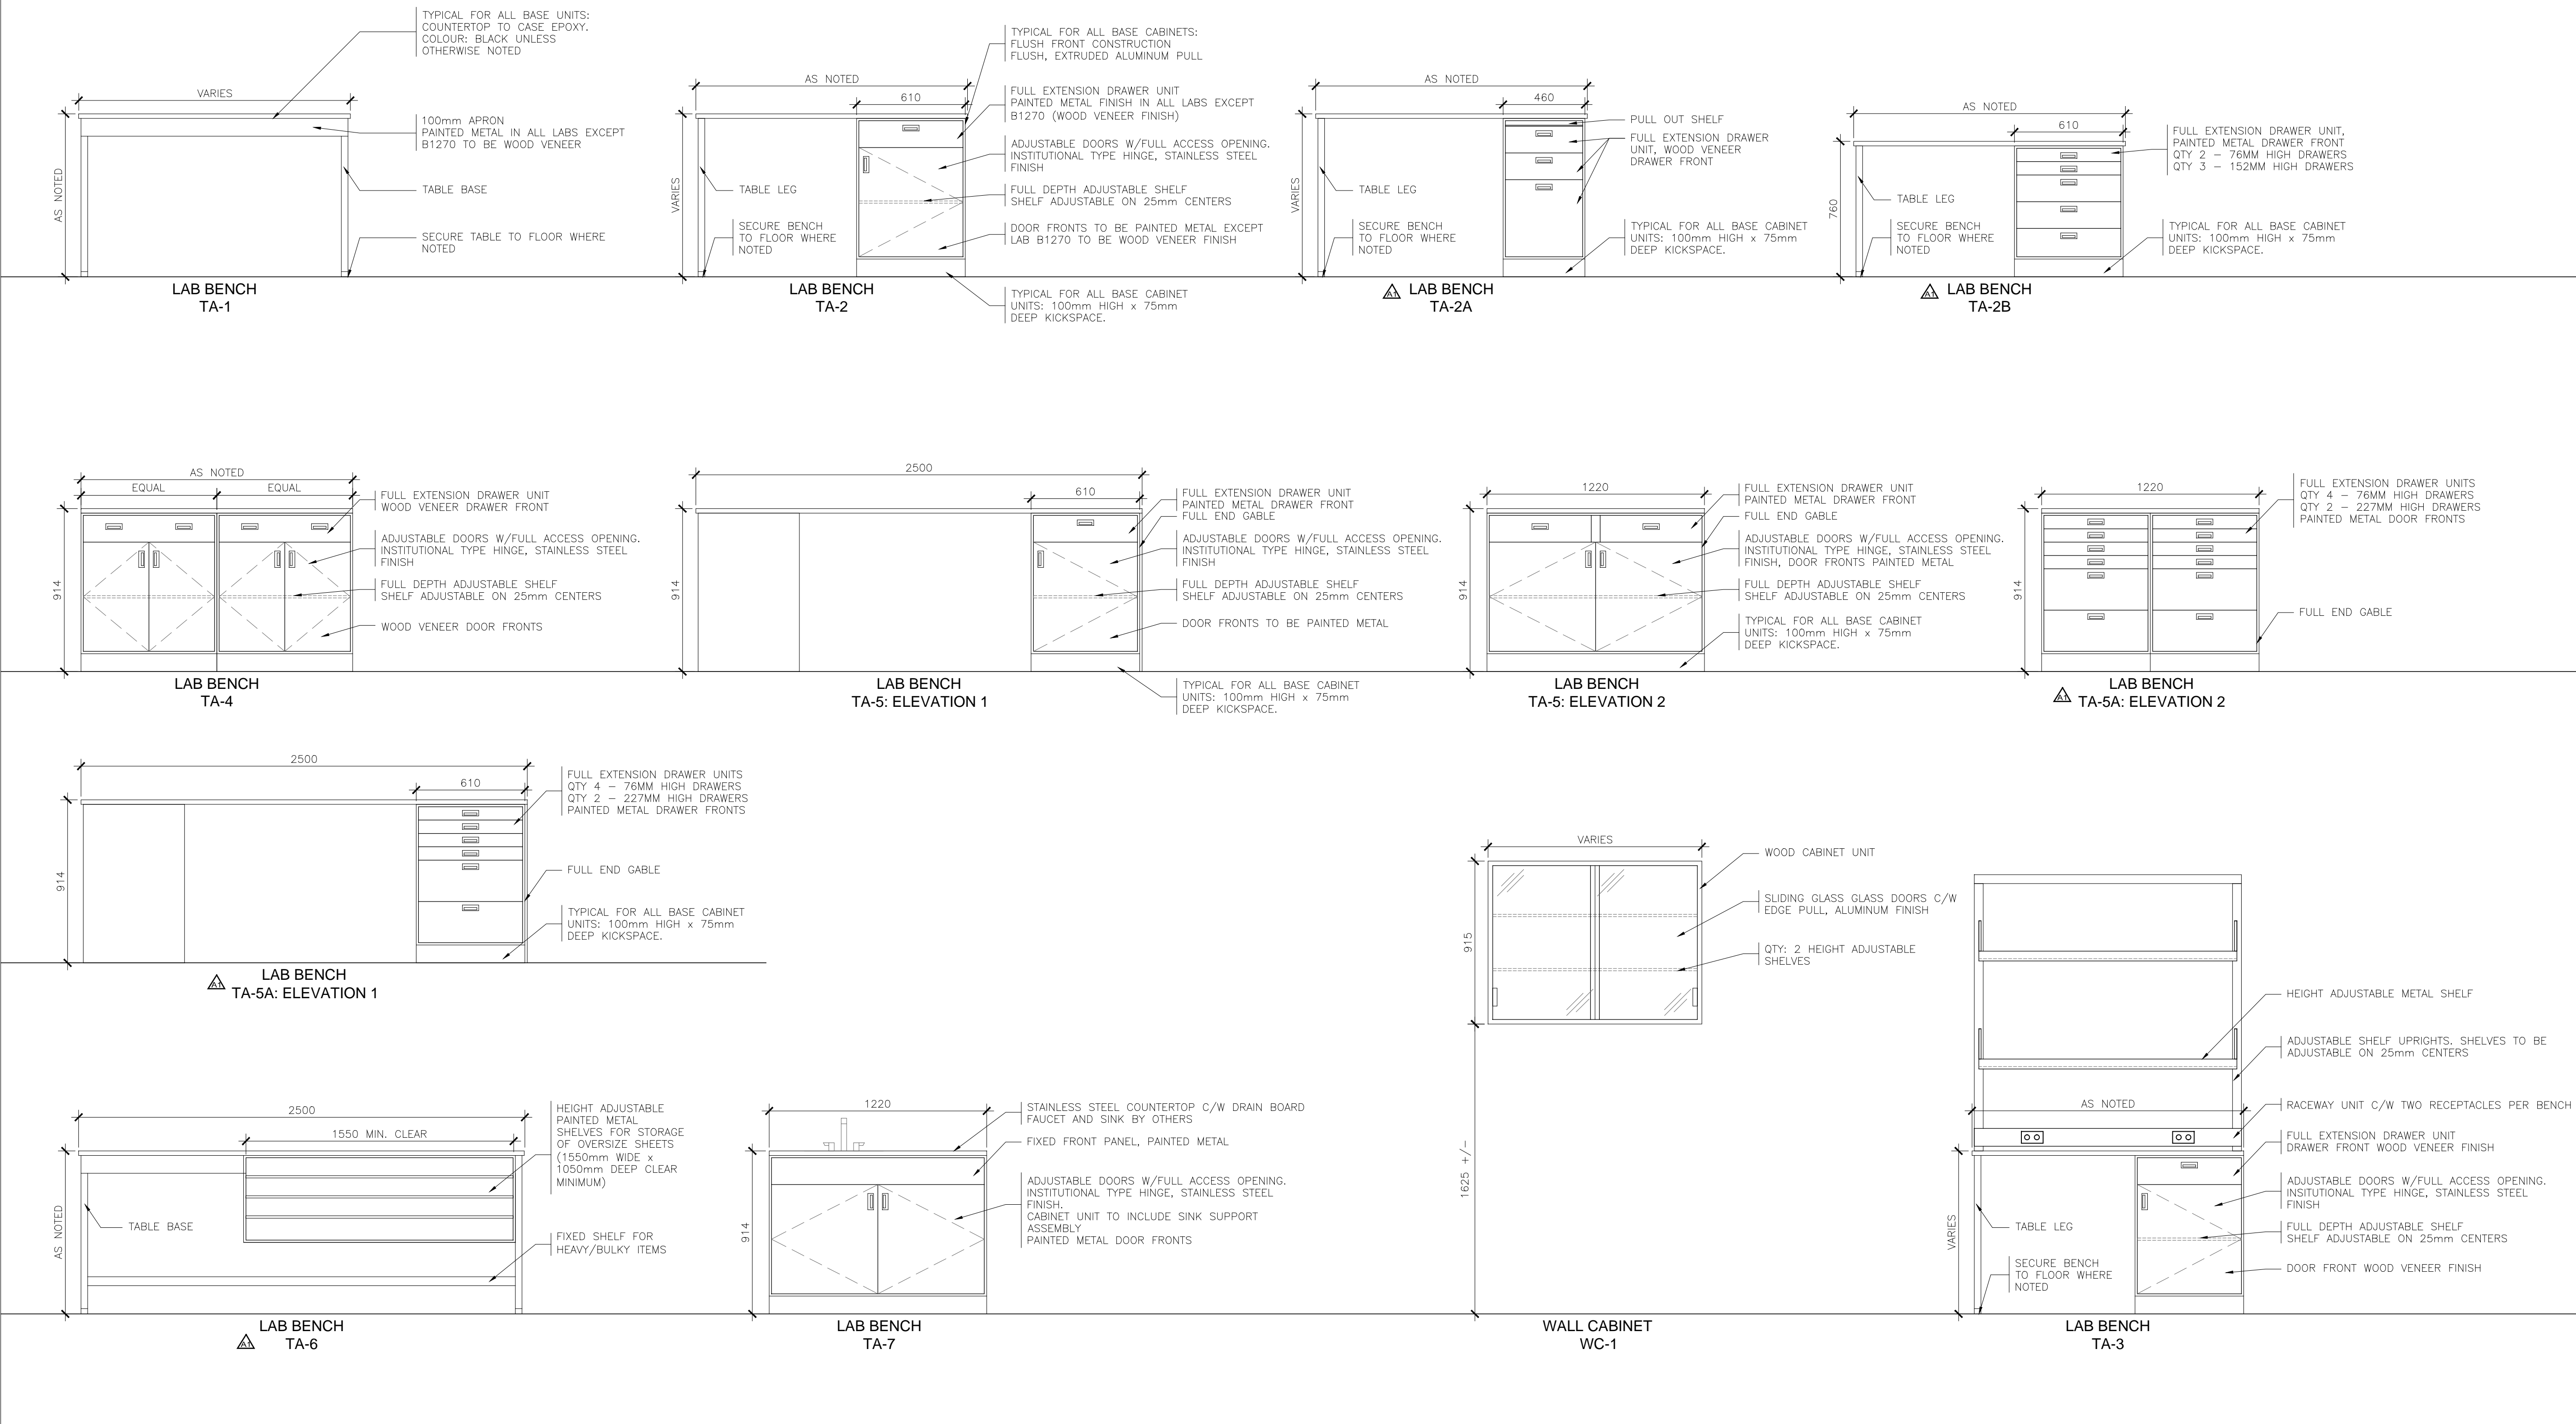 TYPICAL FOR ALL BASE UNITS:
COUNTERTOP TO CASE EPOXY.
COLOUR: BLACK UNLESS
OTHERWISE NOTED
VARIES
100mm APRON
PAINTED METAL IN ALL LABS EXCEPT
B1270 TO BE WOOD VENEER
AS NOTED
TABLE BASE
SECURE TABLE TO FLOOR WHERE
NOTED
LAB BENCH
TA-1
TYPICAL FOR ALL BASE CABINETS:
FLUSH FRONT CONSTRUCTION
FLUSH, EXTRUDED ALUMINUM PULL
AS NOTED
610
FULL EXTENSION DRAWER UNIT
PAINTED METAL FINISH IN ALL LABS EXCEPT
B1270 (WOOD VENEER FINISH)
ADJUSTABLE DOORS W/FULL ACCESS OPENING.
INSTITUTIONAL TYPE HINGE, STAINLESS STEEL
FINISH
VARIES
TABLE LEG
FULL DEPTH ADJUSTABLE SHELF
SHELF ADJUSTABLE ON 25mm CENTERS
SECURE BENCH
TO FLOOR WHERE
NOTED
DOOR FRONTS TO BE PAINTED METAL EXCEPT
LAB B1270 TO BE WOOD VENEER FINISH
TYPICAL FOR ALL BASE CABINET
UNITS: 100mm HIGH x 75mm
DEEP KICKSPACE.
LAB BENCH
TA-2
AS NOTED
460
PULL OUT SHELF
FULL EXTENSION DRAWER
UNIT, WOOD VENEER
DRAWER FRONT
VARIES
TABLE LEG
SECURE BENCH
TO FLOOR WHERE
NOTED
TYPICAL FOR ALL BASE CABINET
UNITS: 100mm HIGH x 75mm
DEEP KICKSPACE.
A1
LAB BENCH
TA-2A
AS NOTED
610
FULL EXTENSION DRAWER UNIT,
PAINTED METAL DRAWER FRONT
QTY 2 – 76MM HIGH DRAWERS
QTY 3 – 152MM HIGH DRAWERS
760
TABLE LEG
SECURE BENCH
TO FLOOR WHERE
NOTED
TYPICAL FOR ALL BASE CABINET
UNITS: 100mm HIGH x 75mm
DEEP KICKSPACE.
A1
LAB BENCH
TA-2B
AS NOTED
EQUAL
EQUAL
FULL EXTENSION DRAWER UNIT
WOOD VENEER DRAWER FRONT
ADJUSTABLE DOORS W/FULL ACCESS OPENING.
INSTITUTIONAL TYPE HINGE, STAINLESS STEEL
FINISH
914
FULL DEPTH ADJUSTABLE SHELF
SHELF ADJUSTABLE ON 25mm CENTERS
WOOD VENEER DOOR FRONTS
LAB BENCH
TA-4
2500
610
FULL EXTENSION DRAWER UNIT
PAINTED METAL DRAWER FRONT
FULL END GABLE
ADJUSTABLE DOORS W/FULL ACCESS OPENING.
INSTITUTIONAL TYPE HINGE, STAINLESS STEEL
FINISH
914
FULL DEPTH ADJUSTABLE SHELF
SHELF ADJUSTABLE ON 25mm CENTERS
DOOR FRONTS TO BE PAINTED METAL
TYPICAL FOR ALL BASE CABINET
UNITS: 100mm HIGH x 75mm
DEEP KICKSPACE.
LAB BENCH
TA-5: ELEVATION 1
1220
FULL EXTENSION DRAWER UNIT
PAINTED METAL DRAWER FRONT
FULL END GABLE
ADJUSTABLE DOORS W/FULL ACCESS OPENING.
INSTITUTIONAL TYPE HINGE, STAINLESS STEEL
FINISH, DOOR FRONTS PAINTED METAL
914
FULL DEPTH ADJUSTABLE SHELF
SHELF ADJUSTABLE ON 25mm CENTERS
TYPICAL FOR ALL BASE CABINET
UNITS: 100mm HIGH x 75mm
DEEP KICKSPACE.
LAB BENCH
TA-5: ELEVATION 2
1220
FULL EXTENSION DRAWER UNITS
QTY 4 – 76MM HIGH DRAWERS
QTY 2 – 227MM HIGH DRAWERS
PAINTED METAL DOOR FRONTS
914
FULL END GABLE
A1
LAB BENCH
TA-5A: ELEVATION 2
2500
610
FULL EXTENSION DRAWER UNITS
QTY 4 – 76MM HIGH DRAWERS
QTY 2 – 227MM HIGH DRAWERS
PAINTED METAL DRAWER FRONTS
914
FULL END GABLE
TYPICAL FOR ALL BASE CABINET
UNITS: 100mm HIGH x 75mm
DEEP KICKSPACE.
A1
LAB BENCH
TA-5A: ELEVATION 1
2500
1550 MIN. CLEAR
HEIGHT ADJUSTABLE
PAINTED METAL
SHELVES FOR STORAGE
OF OVERSIZE SHEETS
(1550mm WIDE x
1050mm DEEP CLEAR
MINIMUM)
AS NOTED
TABLE BASE
FIXED SHELF FOR
HEAVY/BULKY ITEMS
A1
LAB BENCH
TA-6
1220
STAINLESS STEEL COUNTERTOP C/W DRAIN BOARD
FAUCET AND SINK BY OTHERS
FIXED FRONT PANEL, PAINTED METAL
914
ADJUSTABLE DOORS W/FULL ACCESS OPENING.
INSTITUTIONAL TYPE HINGE, STAINLESS STEEL
FINISH.
CABINET UNIT TO INCLUDE SINK SUPPORT
ASSEMBLY
PAINTED METAL DOOR FRONTS
LAB BENCH
TA-7
VARIES
WOOD CABINET UNIT
SLIDING GLASS GLASS DOORS C/W
EDGE PULL, ALUMINUM FINISH
915
QTY: 2 HEIGHT ADJUSTABLE
SHELVES
1625 +/-
WALL CABINET
WC-1
HEIGHT ADJUSTABLE METAL SHELF
ADJUSTABLE SHELF UPRIGHTS. SHELVES TO BE
ADJUSTABLE ON 25mm CENTERS
AS NOTED
RACEWAY UNIT C/W TWO RECEPTACLES PER BENCH
FULL EXTENSION DRAWER UNIT
DRAWER FRONT WOOD VENEER FINISH
ADJUSTABLE DOORS W/FULL ACCESS OPENING.
INSITUTIONAL TYPE HINGE, STAINLESS STEEL
FINISH
VARIES
TABLE LEG
FULL DEPTH ADJUSTABLE SHELF
SHELF ADJUSTABLE ON 25mm CENTERS
SECURE BENCH
TO FLOOR WHERE
NOTED
DOOR FRONT WOOD VENEER FINISH
LAB BENCH
TA-3